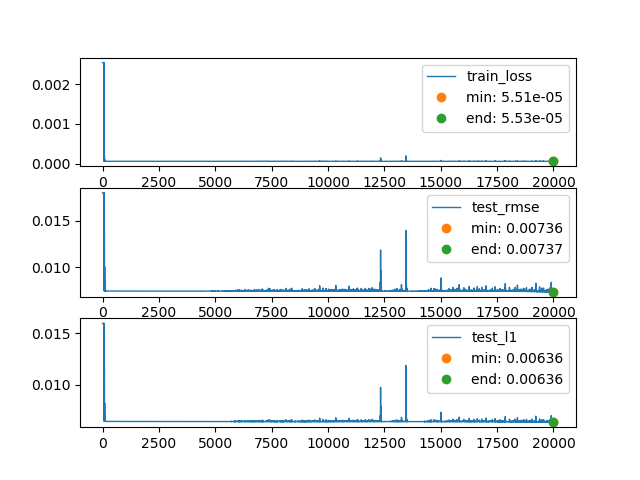 0.002
0.001
0.000
train_loss
min: 5.51e-05
end: 5.53e-05
0 2500 5000 7500 10000 12500 15000 17500 20000
0.015
0.010
test_rmse
min: 0.00736
end: 0.00737
0 2500 5000 7500 10000 12500 15000 17500 20000
0.015
0.010
test_l1
min: 0.00636
end: 0.00636
0 2500 5000 7500 10000 12500 15000 17500 20000